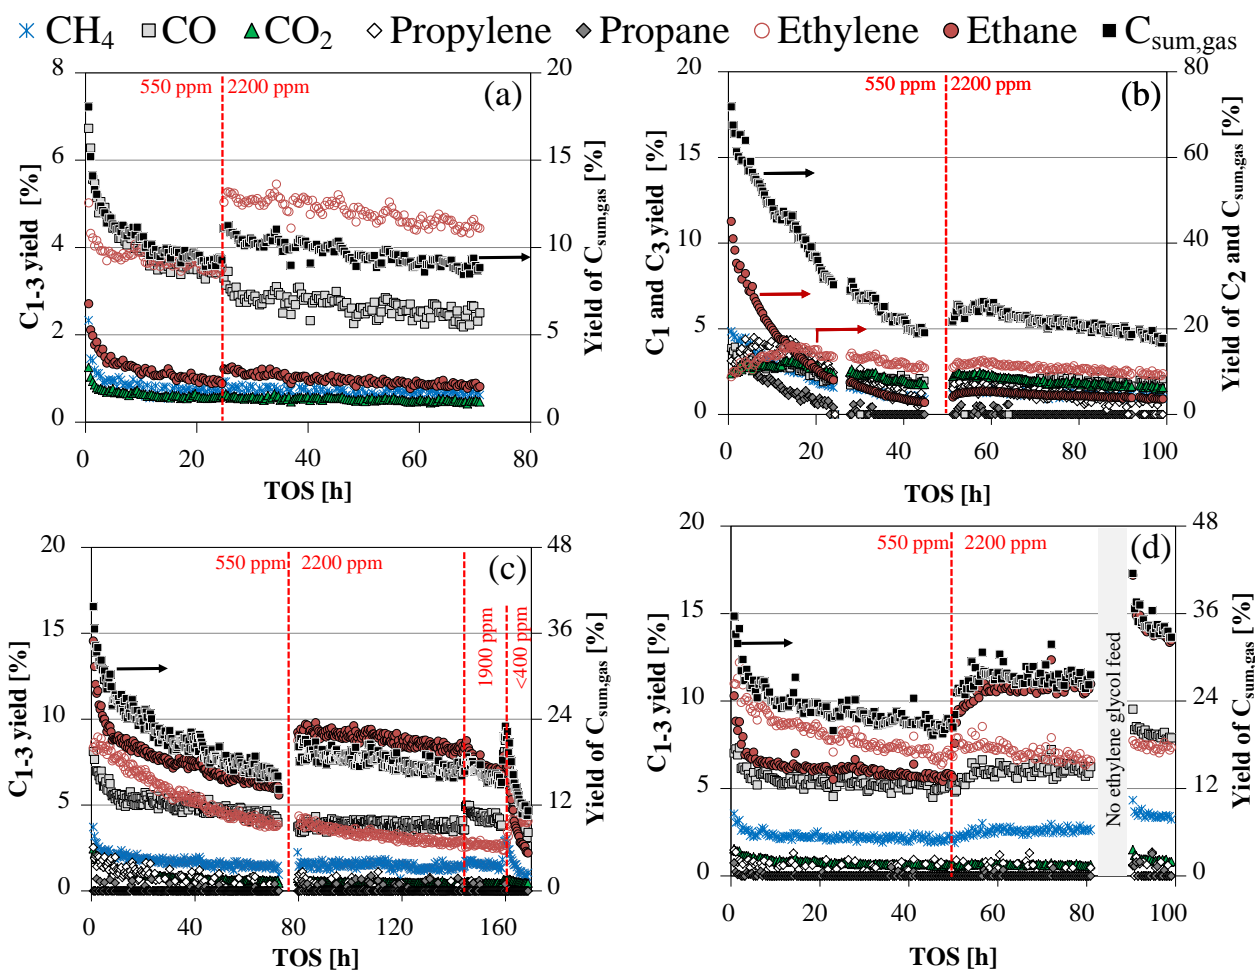 CH4 CO CO2 Propylene Propane Ethylene Ethane Csum,gas
8 20 20 80
550 ppm 2200 ppm (a) 550 ppm 2200 ppm (b)
6 15 15 60
C1-3 yield [%] Yield of Csum,gas [%] C1 and C3 yield [%] Yield of C2 and Csum,gas [%]
4 10 10 40
2 5 5 20
0 0 0 0
0 20 40 60 80 0 20 40 60 80 100
TOS [h] TOS [h]
20 48 20 48
550 ppm 2200 ppm (c) 550 ppm 2200 ppm (d)
15 36 15 36
1900 ppm <400 ppm
C1-3 yield [%] Yield of Csum,gas [%] C1-3 yield [%] No ethylene glycol feed Yield of Csum,gas [%]
10 24 10 24
5 12 5 12
0 0 0 0
0 40 80 120 160 0 20 40 60 80 100
TOS [h] TOS [h]